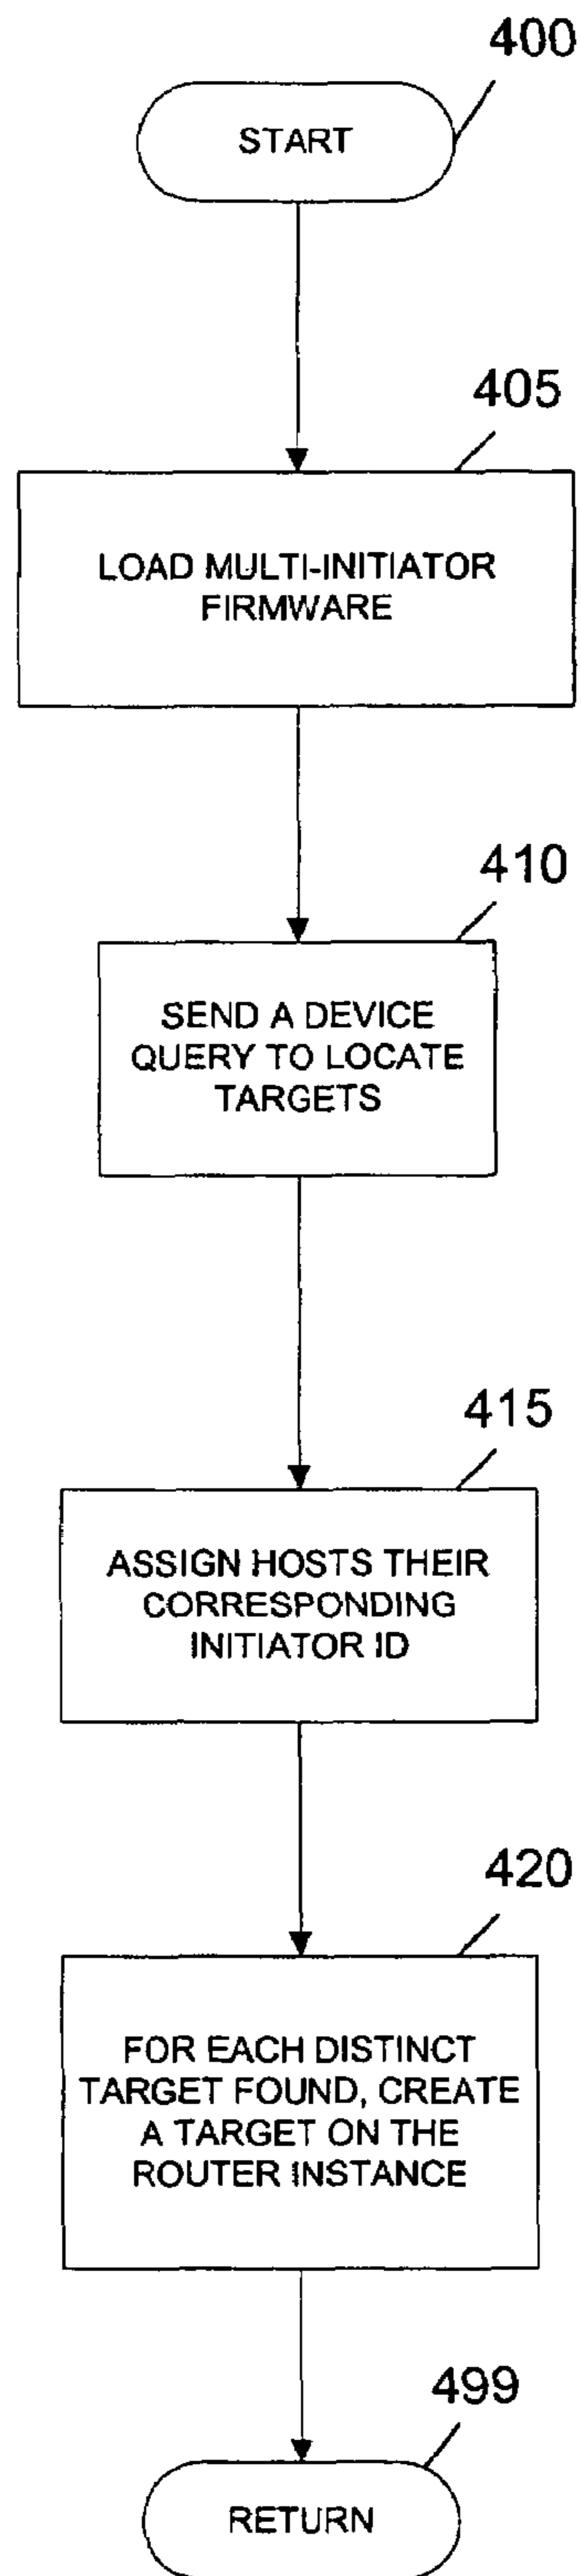 400
START
405
LOAD MULTI-INITIATOR
FIRMWARE
410
SEND A DEVICE
QUERY TO LOCATE
TARGETS
415
ASSIGN HOSTS THEIR
CORRESPONDING
INITIATOR ID
420
FOR EACH DISTINCT
TARGET FOUND, CREATE
A TARGET ON THE
ROUTER INSTANCE
499
RETURN